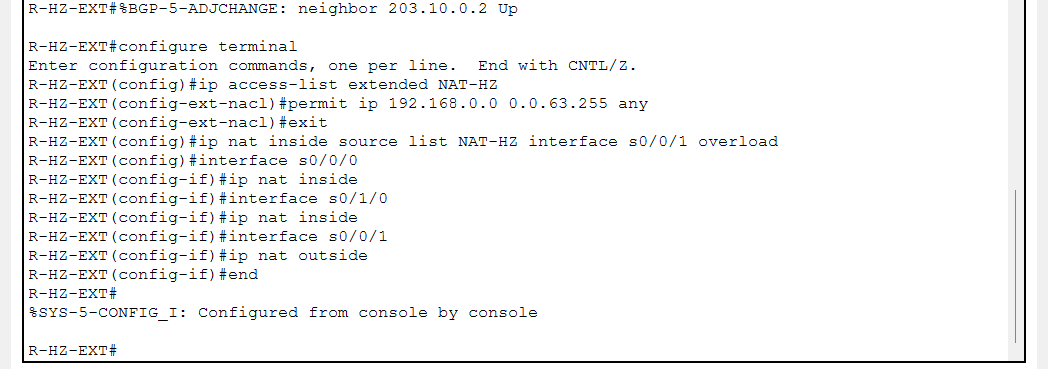 R-HZ-EXT#%BGP-5-ADJCHANGE: neighbor 203.10.0.2 Up
R-HZ-EXT#configure terminal
Enter configuration commands, one per line.  End with CNTL/Z.
R-HZ-EXT(config)#ip access-list extended NAT-HZ
R-HZ-EXT(config-ext-nacl)#permit ip 192.168.0.0 0.0.63.255 any
R-HZ-EXT(config-ext-nacl)#exit
R-HZ-EXT(config)#ip nat inside source list NAT-HZ interface s0/0/1 overload
R-HZ-EXT(config)#interface s0/0/0
R-HZ-EXT(config-if)#ip nat inside
R-HZ-EXT(config-if)#interface s0/1/0
R-HZ-EXT(config-if)#ip nat inside
R-HZ-EXT(config-if)#interface s0/0/1
R-HZ-EXT(config-if)#ip nat outside
R-HZ-EXT(config-if)#end
R-HZ-EXT#
%SYS-5-CONFIG_I: Configured from console by console
R-HZ-EXT#